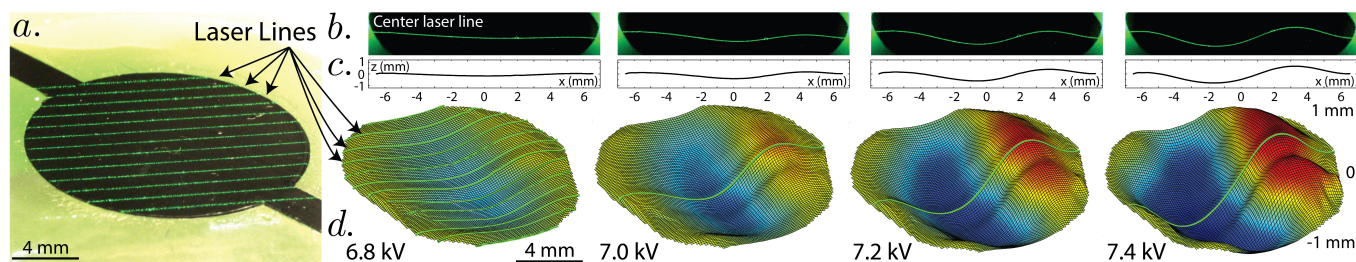 a.
Laser Lines
4 mm
b.
Center laser line
c.
z (mm)
1
0
-1
x (mm)
x (mm)
x (mm)
x (mm)
-6 -4 -2 0 2 4 6
-6 -4 -2 0 2 4 6
-6 -4 -2 0 2 4 6
-6 -4 -2 0 2 4 6
d.
1 mm
0
-1 mm
6.8 kV
4 mm
7.0 kV
7.2 kV
7.4 kV